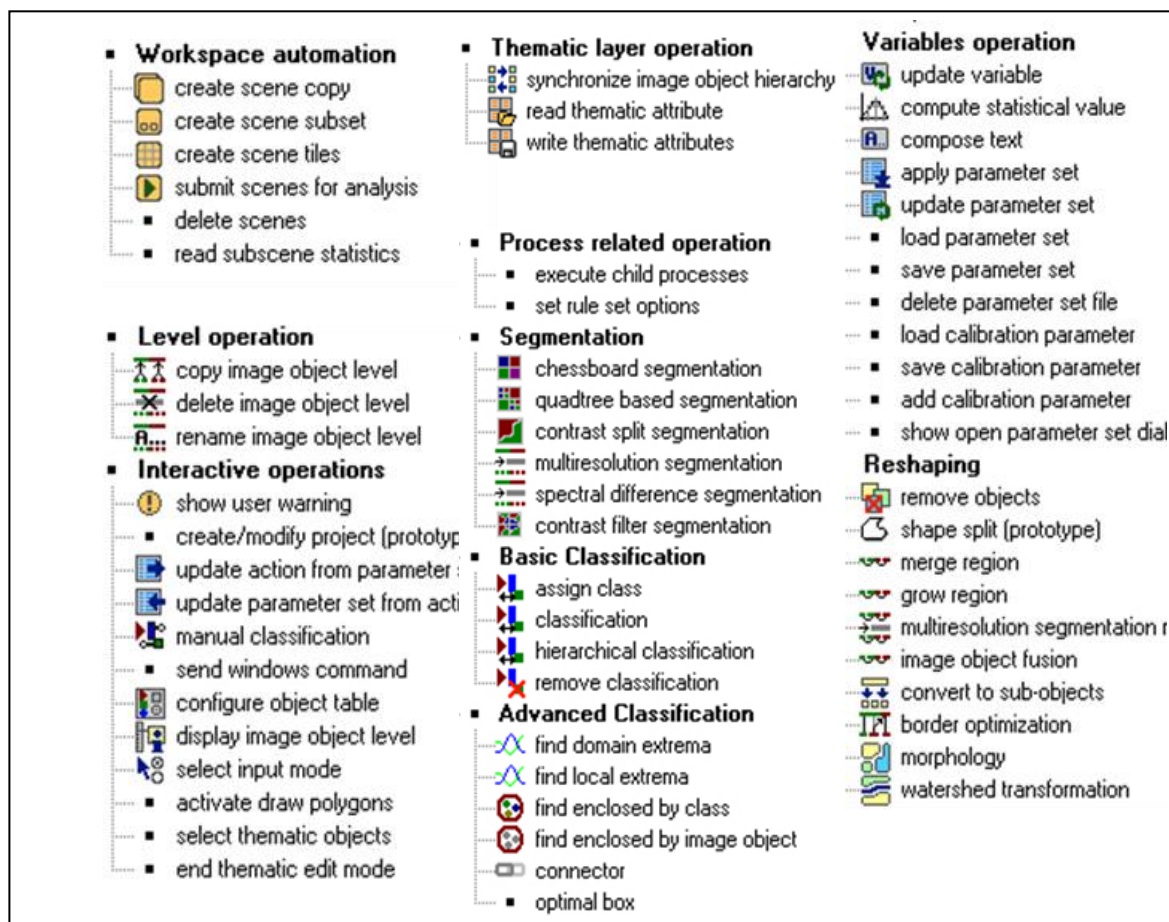 Workspace automation
create scene copy
create scene subset
create scene tiles
submit scenes for analysis
delete scenes
read subscene statistics
Level operation
copy image object level
delete image object level
rename image object level
Interactive operations
show user warning
create/modify project (prototyp
update action from parameter
update parameter set from acti
manual classification
send windows command
configure object table
display image object level
select input mode
activate draw polygons
select thematic objects
end thematic edit mode
Thematic layer operation
synchronize image object hierarchy
read thematic attribute
write thematic attributes
Process related operation
execute child processes
set rule set options
Segmentation
chessboard segmentation
quadtree based segmentation
contrast split segmentation
multiresolution segmentation
spectral difference segmentation
contrast filter segmentation
Basic Classification
assign class
classification
hierarchical classification
remove classification
Advanced Classification
find domain extrema
find local extrema
find enclosed by class
find enclosed by image object
connector
optimal box
Variables operation
update variable
compute statistical value
compose text
apply parameter set
update parameter set
load parameter set
save parameter set
delete parameter set file
load calibration parameter
save calibration parameter
add calibration parameter
show open parameter set dial
Reshaping
remove objects
shape split (prototype)
merge region
grow region
multiresolution segmentation r
image object fusion
convert to sub-objects
border optimization
morphology
watershed transformation